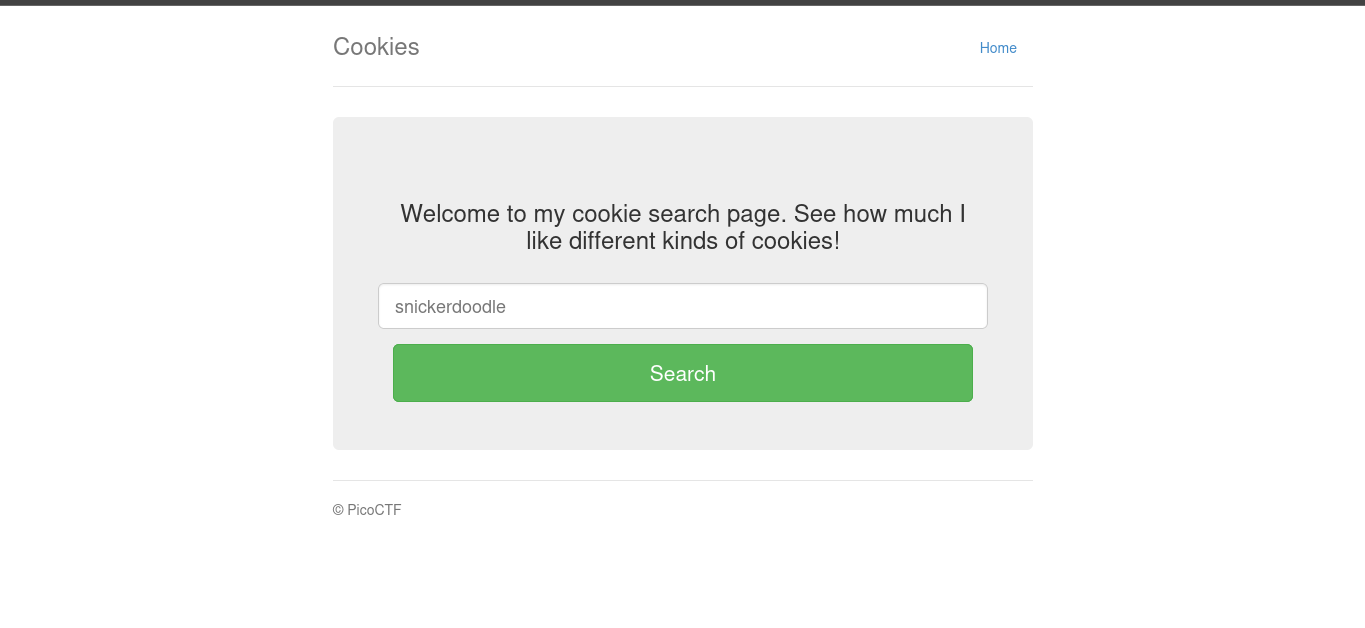 Cookies
Home
Welcome to my cookie search page. See how much I
like different kinds of cookies!
snickerdoodle
Search
© PicoCTF